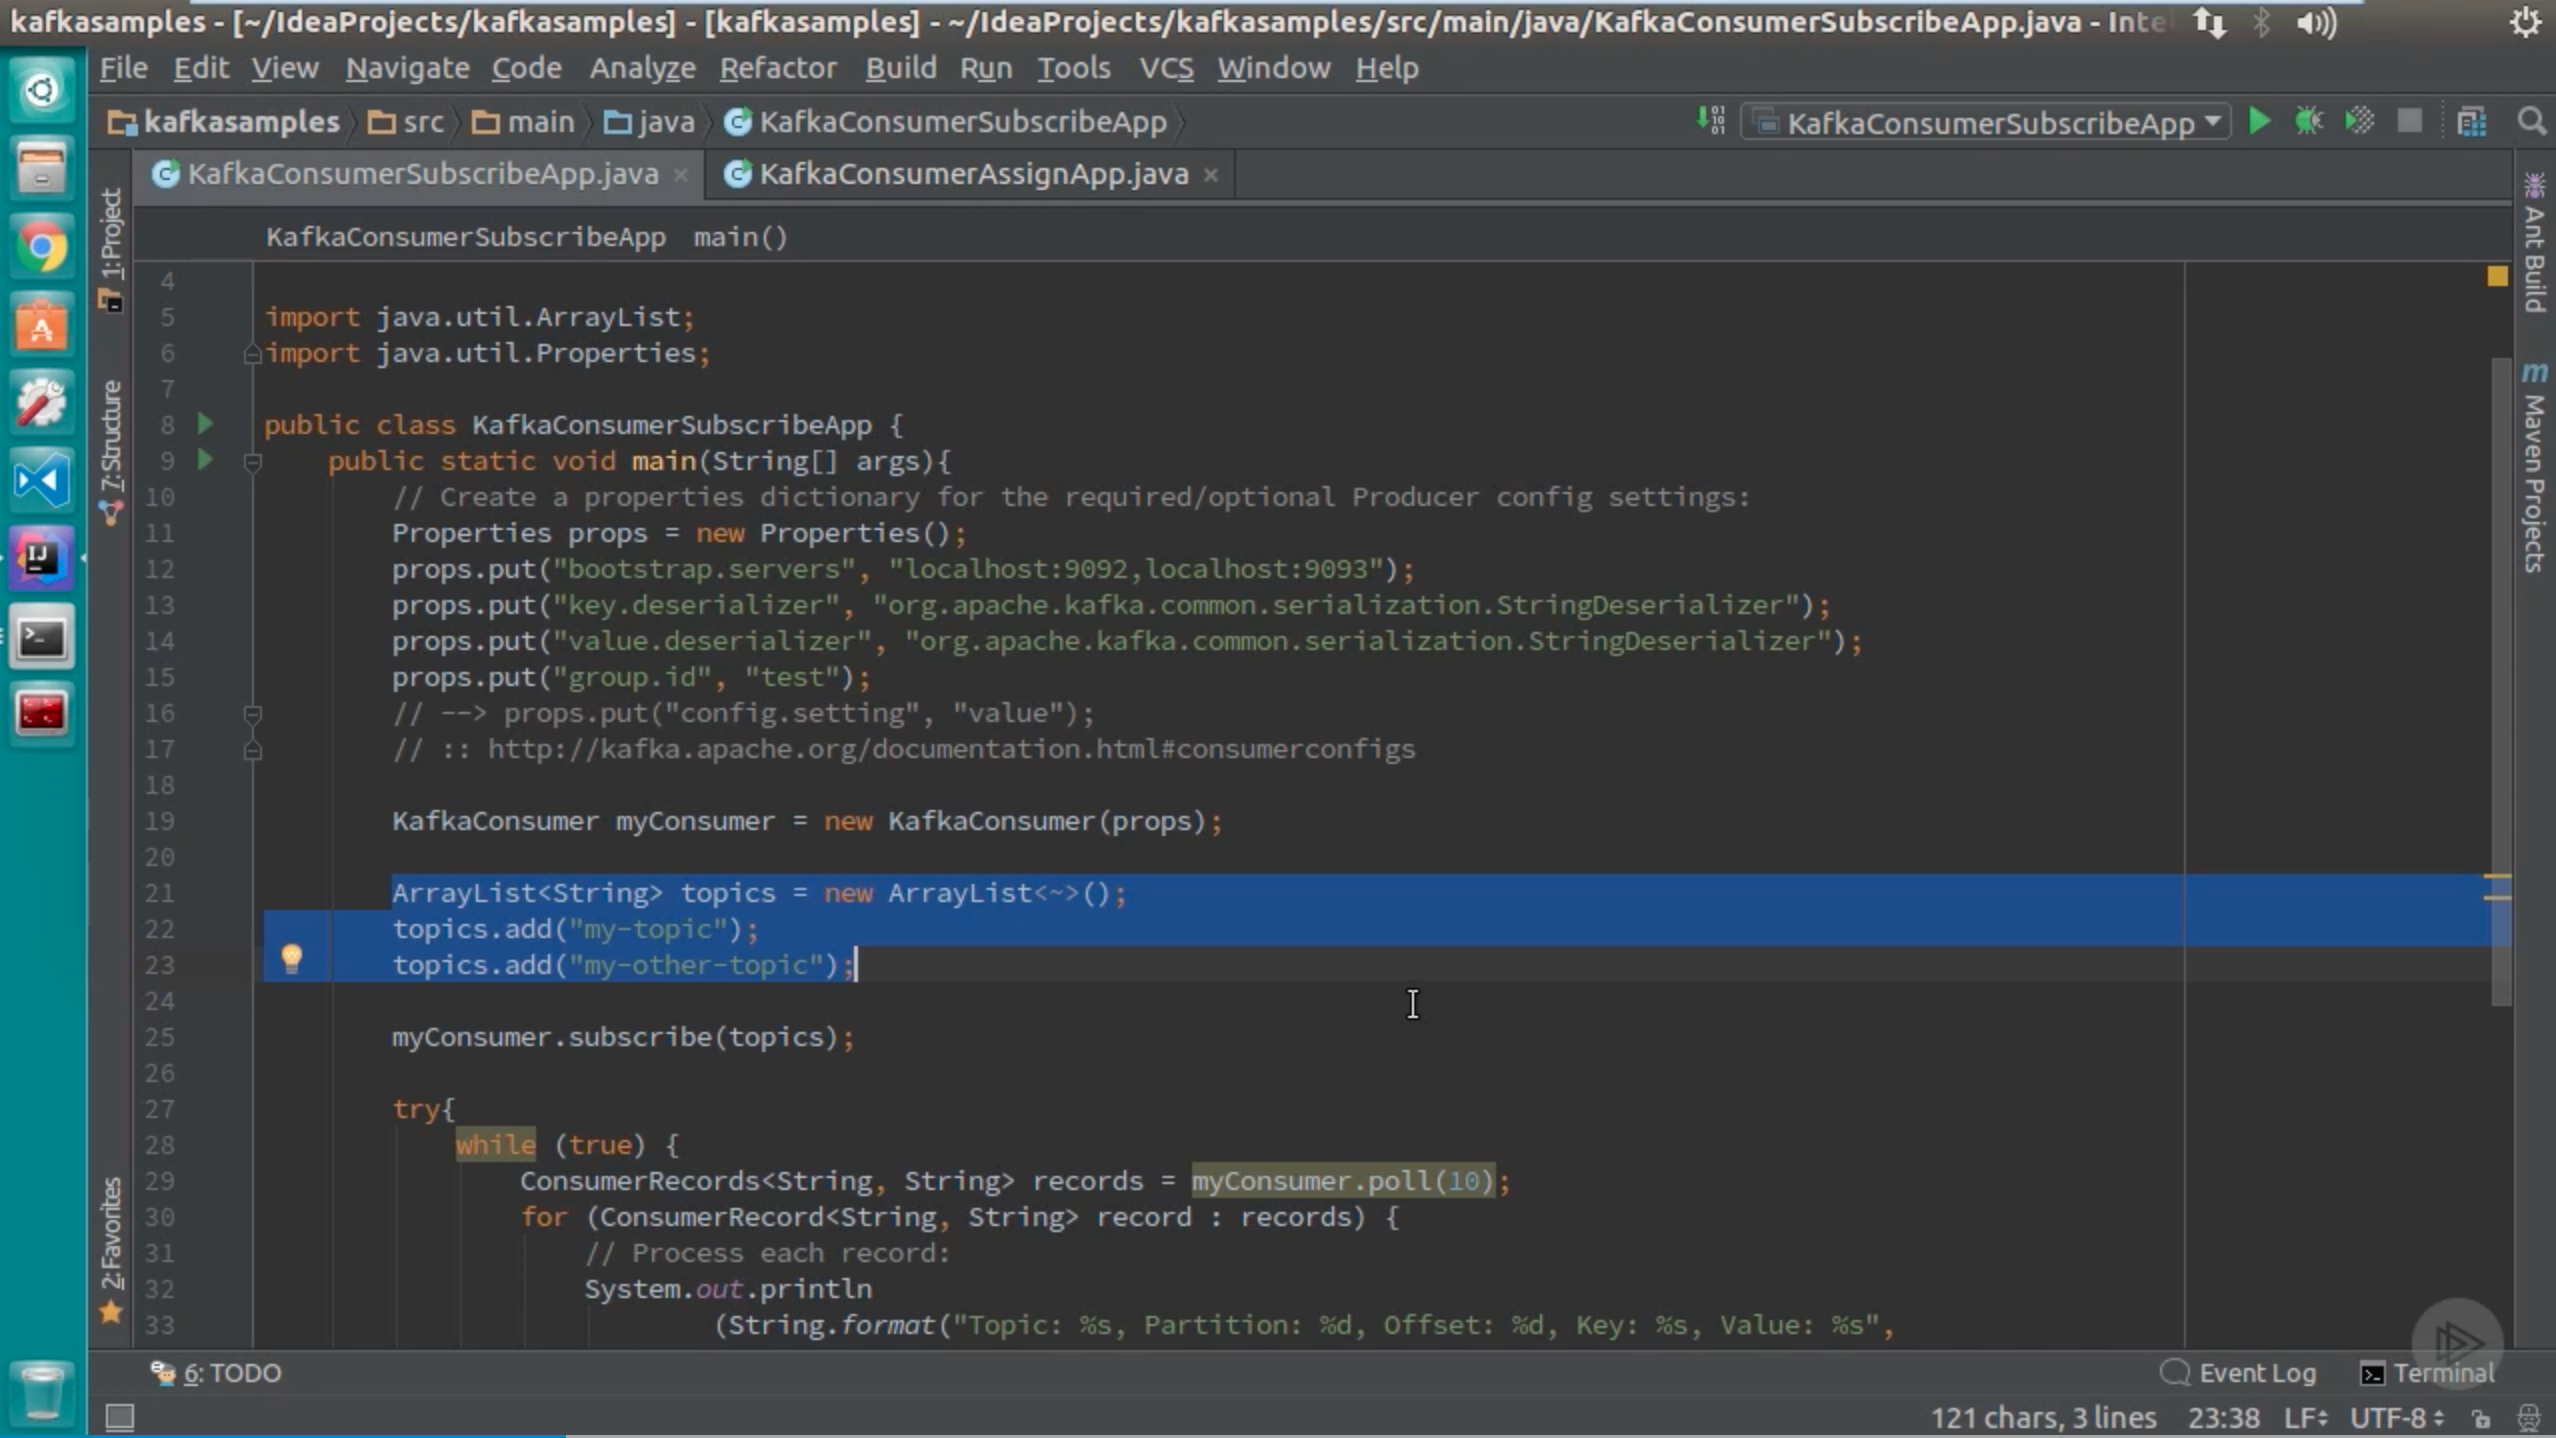 kafkasamples - [~/IdeaProjects/kafkasamples] - [kafkasamples] - ~/IdeaProjects/kafkasamples/src/main/java/KafkaConsumerSubscribeApp.java - Inte
File Edit View Navigate Code Analyze Refactor Build Run Tools VCS Window Help
kafkasamples src main java KafkaConsumerSubscribeApp KafkaConsumerSubscribeApp
KafkaConsumerSubscribeApp.java KafkaConsumerAssignApp.java
1: Project
7: Structure
2: Favorites
Ant Build
Maven Projects
KafkaConsumerSubscribeApp main()
4
5 import java.util.ArrayList;
6 import java.util.Properties;
7
8 public class KafkaConsumerSubscribeApp {
9 public static void main(String[] args){
10 // Create a properties dictionary for the required/optional Producer config settings:
11 Properties props = new Properties();
12 props.put("bootstrap.servers", "localhost:9092,localhost:9093");
13 props.put("key.deserializer", "org.apache.kafka.common.serialization.StringDeserializer");
14 props.put("value.deserializer", "org.apache.kafka.common.serialization.StringDeserializer");
15 props.put("group.id", "test");
16 // --> props.put("config.setting", "value");
17 // :: http://kafka.apache.org/documentation.html#consumerconfigs
18
19 KafkaConsumer myConsumer = new KafkaConsumer(props);
20
21 ArrayList<String> topics = new ArrayList<~>();
22 topics.add("my-topic");
23 topics.add("my-other-topic");
24
25 myConsumer.subscribe(topics);
26
27 try{
28 while (true) {
29 ConsumerRecords<String, String> records = myConsumer.poll(10);
30 for (ConsumerRecord<String, String> record : records) {
31 // Process each record:
32 System.out.println
33 (String.format("Topic: %s, Partition: %d, Offset: %d, Key: %s, Value: %s",
6: TODO Event Log Terminal
121 chars, 3 lines 23:38 LF UTF-8